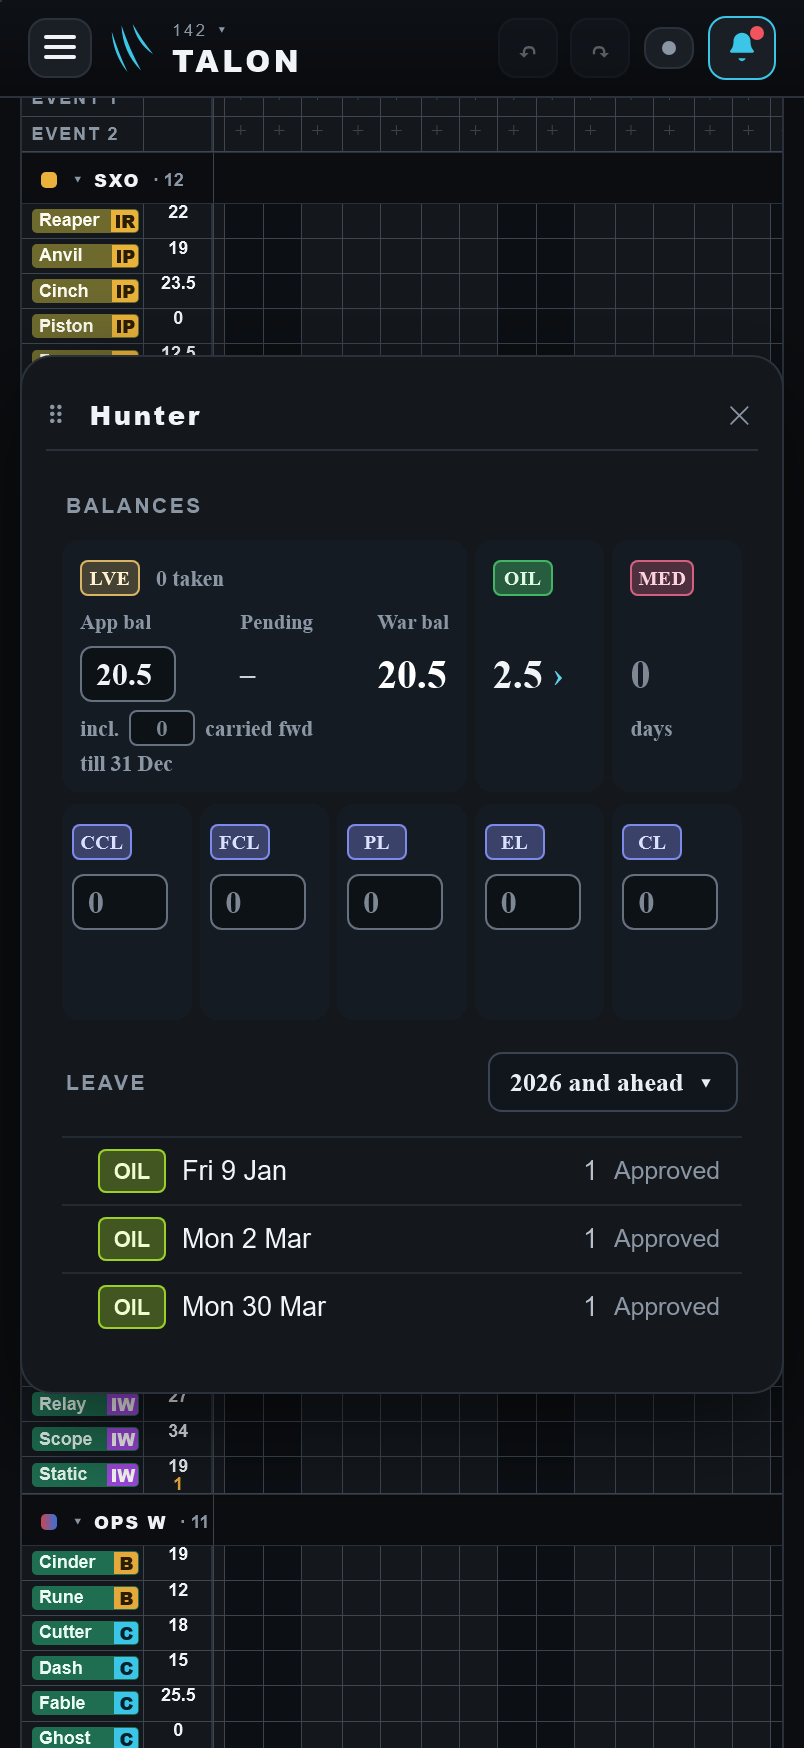 142 ▾
TALON
EVENT 1
EVENT 2
SXO · 12
Reaper IR 22
Anvil IP 19
Cinch IP 23.5
Piston IP 0
12.5
Hunter
BALANCES
LVE 0 taken
OIL
MED
App bal Pending War bal
20.5 – 20.5
2.5 ›
0
incl. 0 carried fwd
till 31 Dec
days
CCL FCL PL EL CL
0 0 0 0 0
LEAVE
2026 and ahead ▾
OIL Fri 9 Jan 1 Approved
OIL Mon 2 Mar 1 Approved
OIL Mon 30 Mar 1 Approved
Relay IW 27
Scope IW 34
Static IW 19
1
OPS W · 11
Cinder B 19
Rune B 12
Cutter C 18
Dash C 15
Fable C 25.5
Ghost C 0